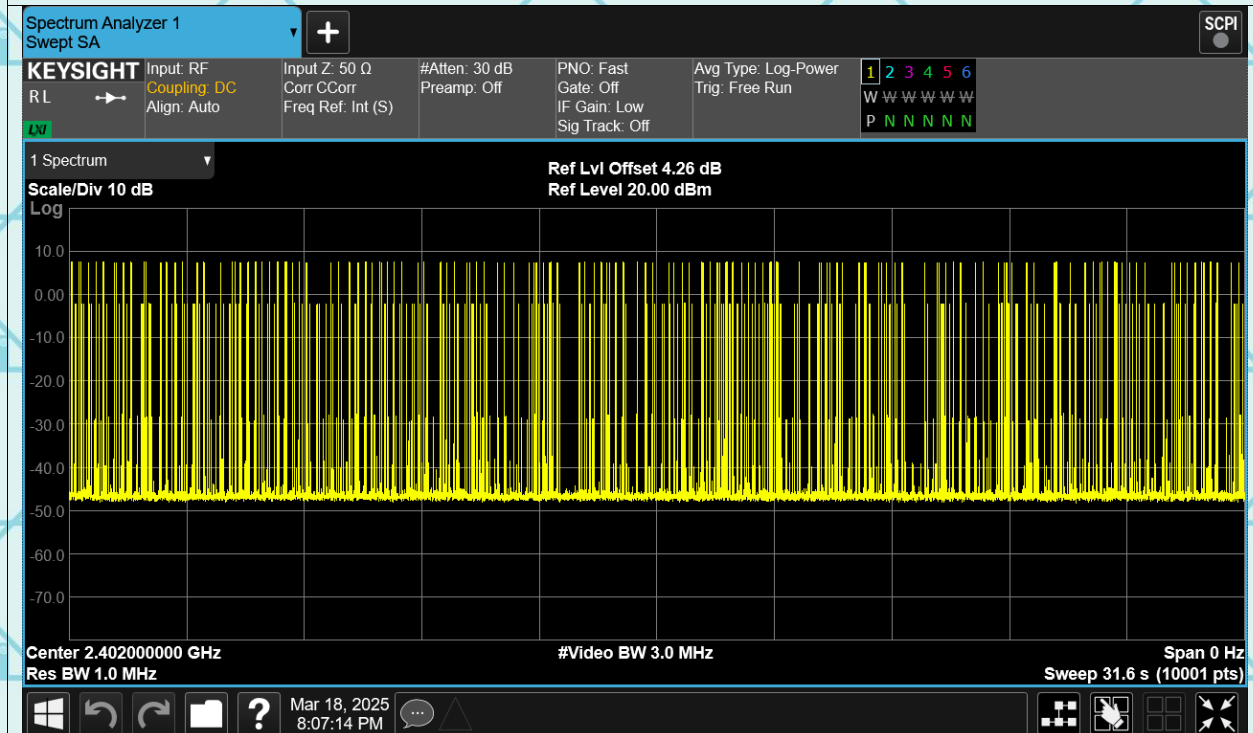 Spectrum Analyzer 1
Swept SA
+
SCPI
KEYSIGHT
RL
LXI
Input: RF
Coupling: DC
Align: Auto
Input Z: 50 Ω
Corr CCorr
Freq Ref: Int (S)
#Atten: 30 dB
Preamp: Off
PNO: Fast
Gate: Off
IF Gain: Low
Sig Track: Off
Avg Type: Log-Power
Trig: Free Run
1 2 3 4 5 6
W W W W W W
P N N N N N
1 Spectrum
Scale/Div 10 dB
Ref Lvl Offset 4.26 dB
Ref Level 20.00 dBm
Log
10.0
0.00
-10.0
-20.0
-30.0
-40.0
-50.0
-60.0
-70.0
Center 2.402000000 GHz
#Video BW 3.0 MHz
Span 0 Hz
Res BW 1.0 MHz
Sweep 31.6 s (10001 pts)
?
Mar 18, 2025
8:07:14 PM